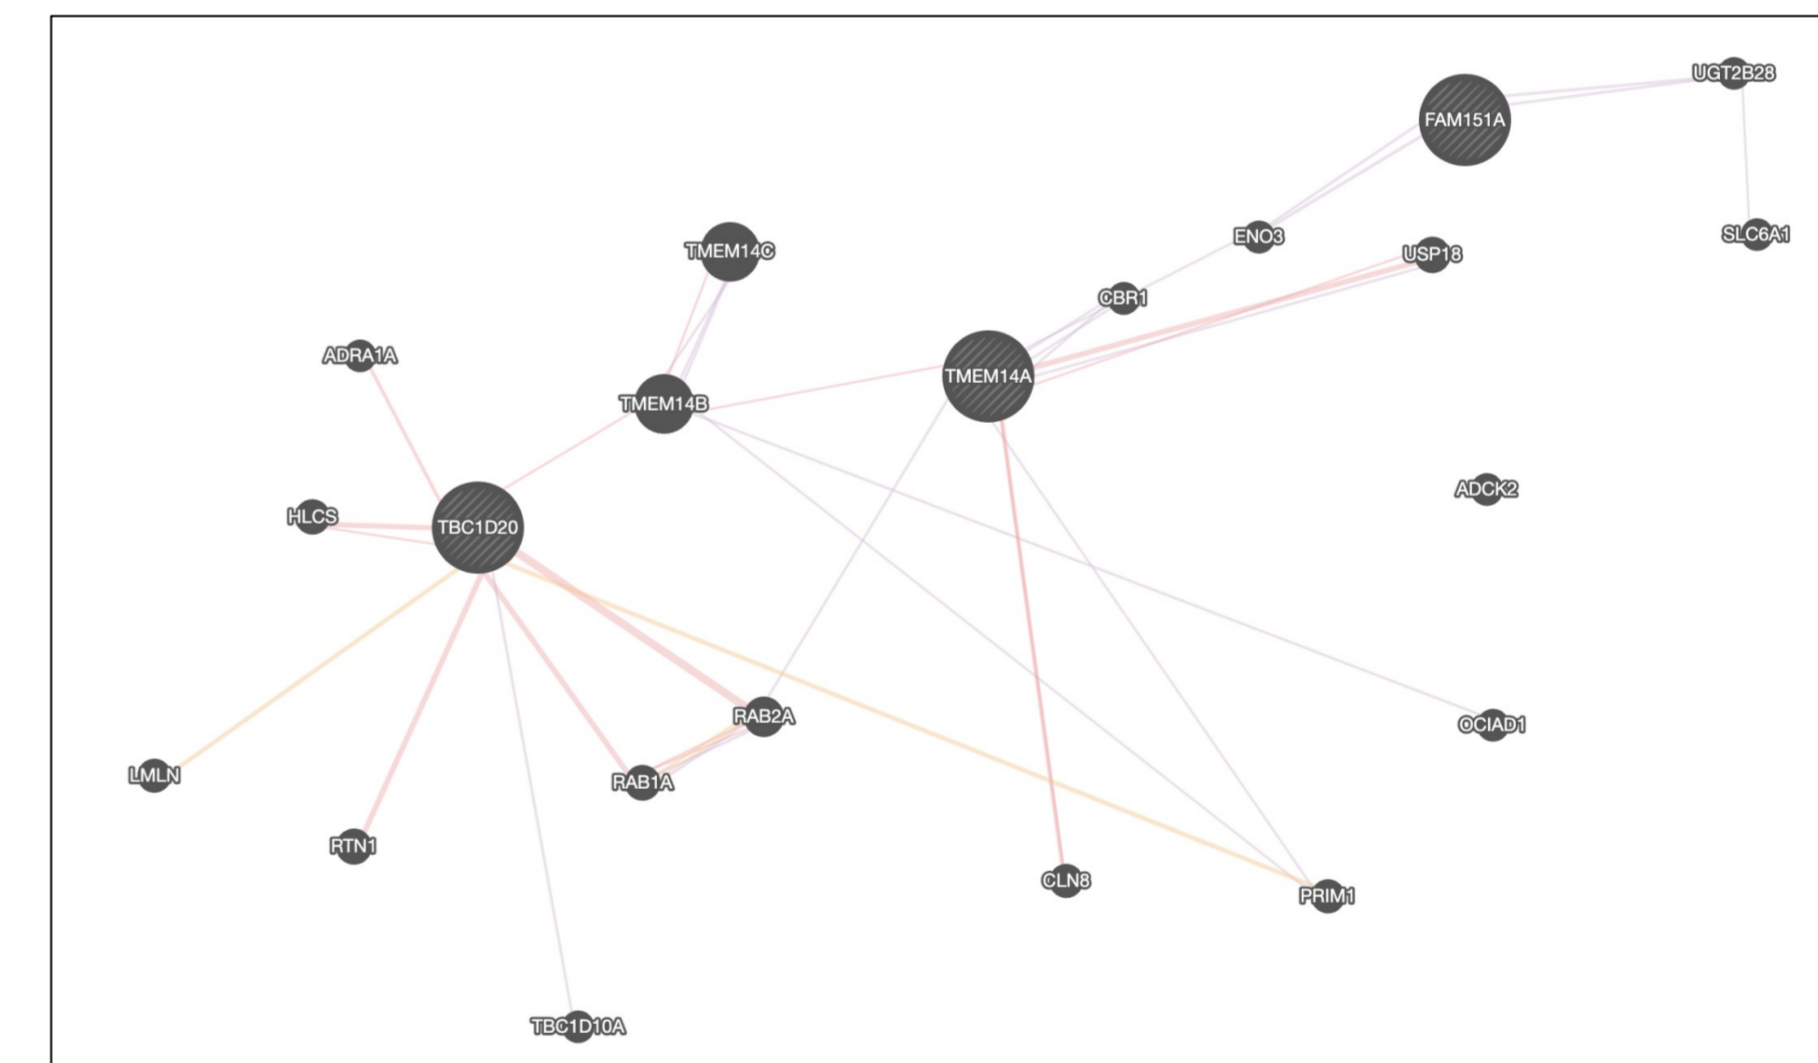 UGT2B28
FAM151A
ENO3
SLC6A1
TMEM14C
USP18
CBR1
ADRA1A
TMEM14A
TMEM14B
ADCK2
HLCS
TBC1D20
RAB2A
OCIAD1
LMLN
RAB1A
RTN1
CLN8
PRIM1
TBC1D10A